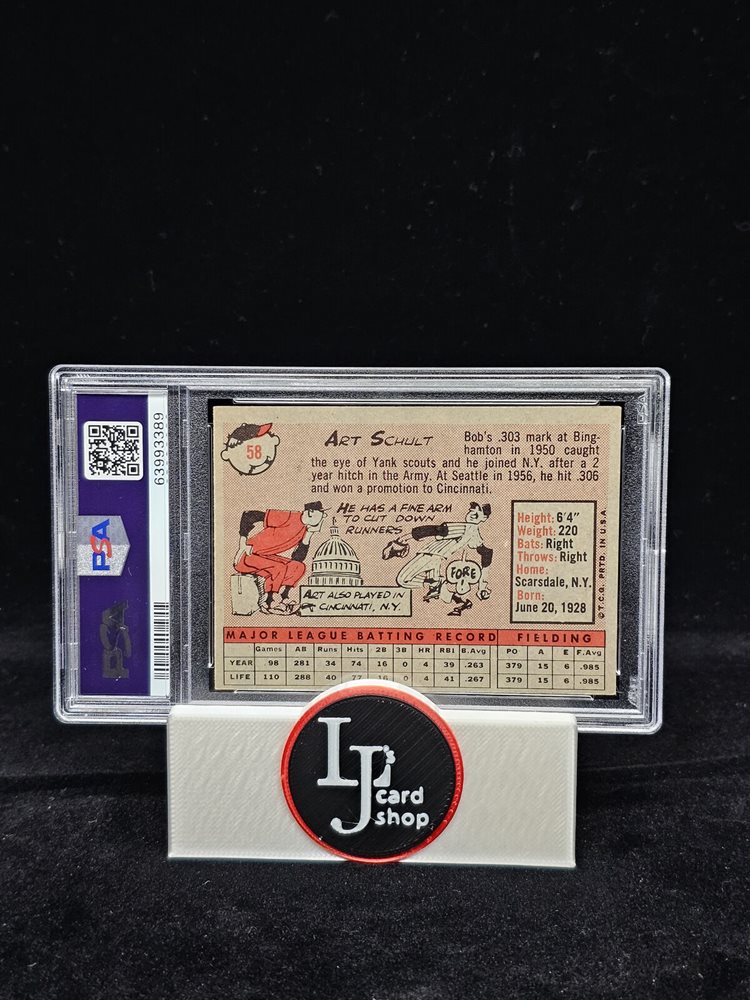 63993389
PSA
PSA
58
ART SCHULT
Bob's .303 mark at Bing-
hamton in 1950 caught
the eye of Yank scouts and he joined N.Y. after a 2
year hitch in the Army. At Seattle in 1956, he hit .306
and won a promotion to Cincinnati.
HE HAS A FINE ARM
TO CUT DOWN
RUNNERS
FORE!
ART ALSO PLAYED IN
CINCINNATI, N.Y.
Height: 6'4"
Weight: 220
Bats: Right
Throws: Right
Home:
Scarsdale, N.Y.
Born:
June 20, 1928
© T.C.G. PRTD. IN U.S.A.
MAJOR LEAGUE BATTING RECORD FIELDING
Games AB Runs Hits 2B 3B HR RBI B.Avg PO A E F.Avg
YEAR 98 281 34 74 16 0 4 39 .263 379 15 6 .985
LIFE 110 288 40 77 16 0 4 41 .267 379 15 6 .985
LJ
card
shop